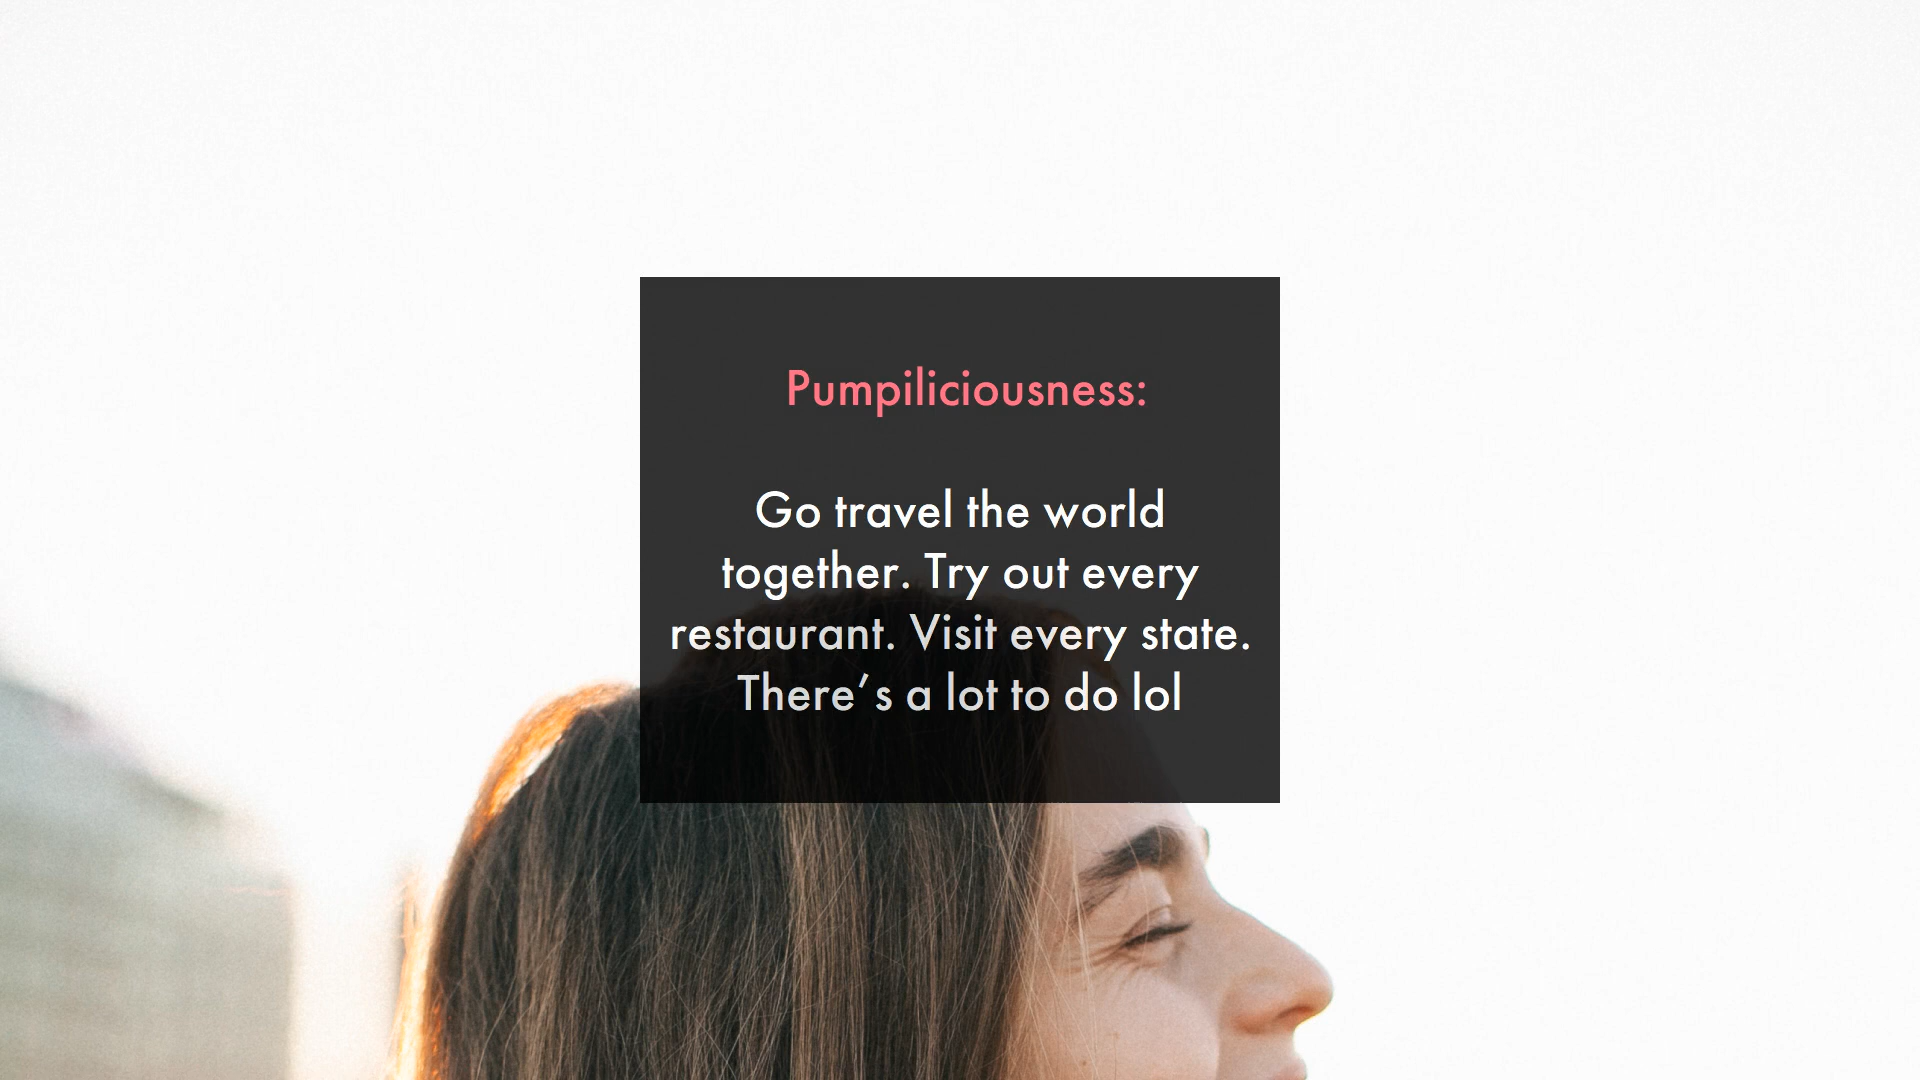 Pumpiliciousness:
Go travel the world
together. Try out every
restaurant. Visit every state.
There’s a lot to do lol